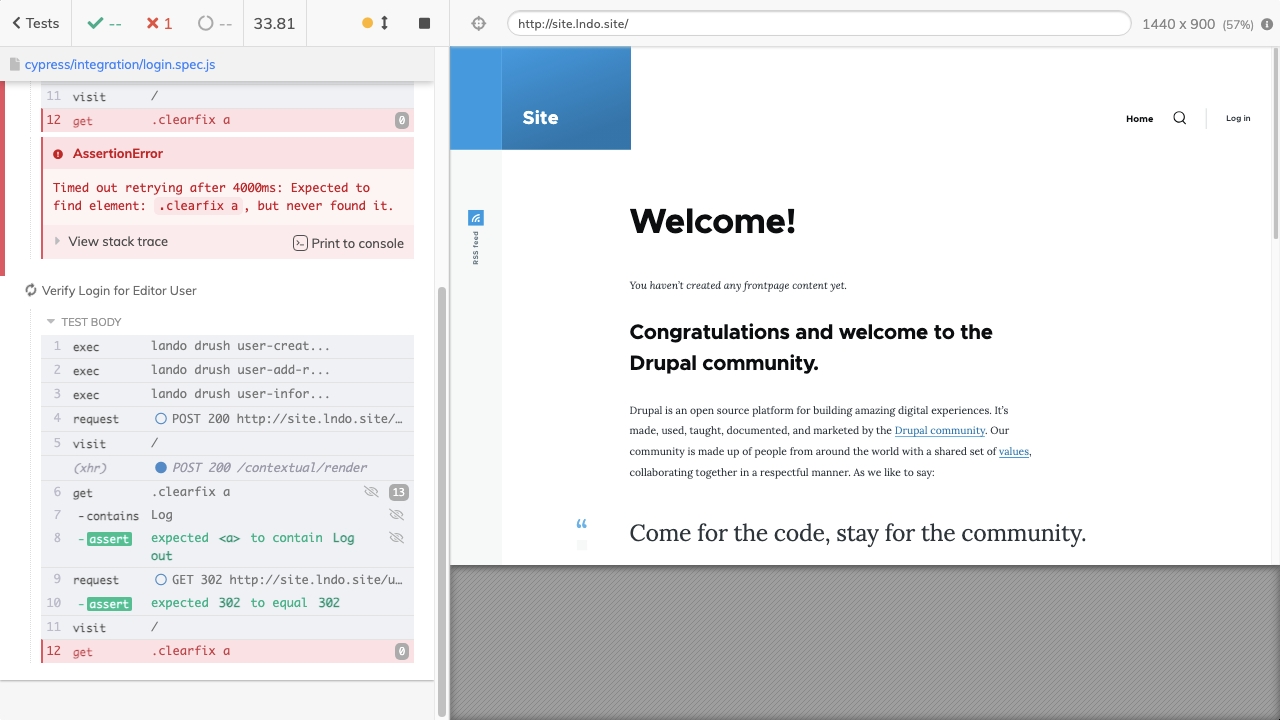 Tests
--
1
--
33.81
http://site.lndo.site/
1440 x 900 (57%)
cypress/integration/login.spec.js
11 visit /
12 get .clearfix a 0
AssertionError
Timed out retrying after 4000ms: Expected to
find element: .clearfix a, but never found it.
View stack trace
Print to console
Verify Login for Editor User
TEST BODY
1 exec lando drush user-creat...
2 exec lando drush user-add-r...
3 exec lando drush user-infor...
4 request POST 200 http://site.lndo.site/…
5 visit /
(xhr) POST 200 /contextual/render
6 get .clearfix a 13
7 -contains Log
8 -assert expected <a> to contain Log
out
9 request GET 302 http://site.lndo.site/u…
10 -assert expected 302 to equal 302
11 visit /
12 get .clearfix a 0
Site
Home
Log in
RSS feed
Welcome!
You haven't created any frontpage content yet.
Congratulations and welcome to the
Drupal community.
Drupal is an open source platform for building amazing digital experiences. It's
made, used, taught, documented, and marketed by the Drupal community. Our
community is made up of people from around the world with a shared set of values,
collaborating together in a respectful manner. As we like to say:
“
Come for the code, stay for the community.